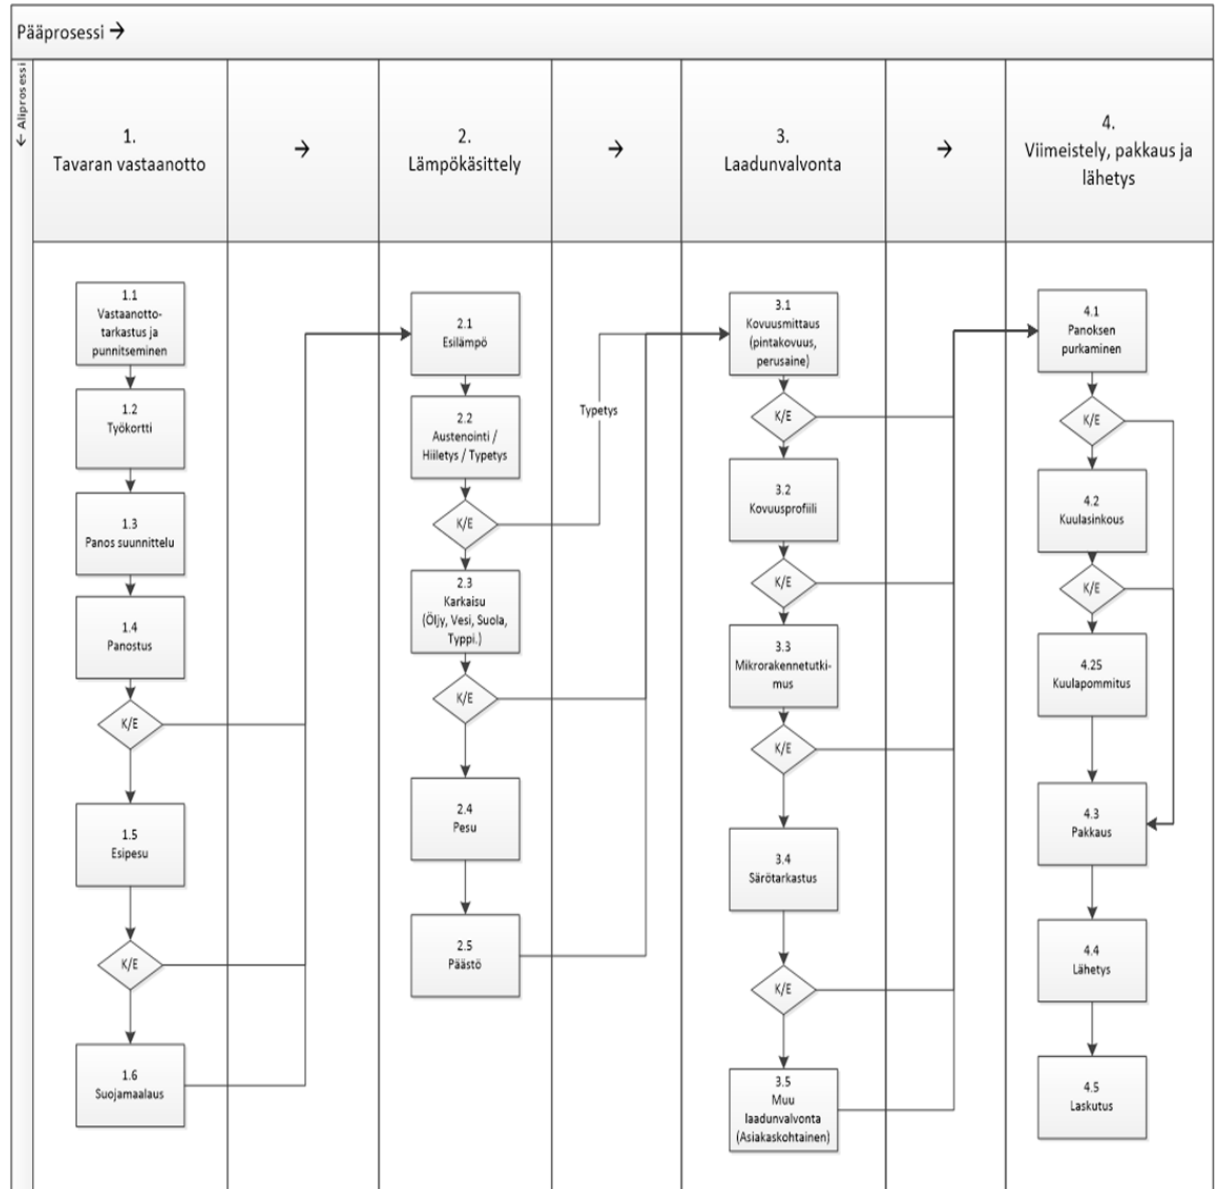 Pääprosessi →
← Aliprosessi
1.
Tavaran vastaanotto
→
2.
Lämpökäsittely
→
3.
Laadunvalvonta
→
4.
Viimeistely, pakkaus ja
lähetys
1.1
Vastaanotto-
tarkastus ja
punnitseminen
1.2
Työkortti
1.3
Panos suunnittelu
1.4
Panostus
K/E
1.5
Esipesu
K/E
1.6
Suojamaalaus
2.1
Esilämpö
2.2
Austenointi /
Hiiletys / Typetys
K/E
Typetys
2.3
Karkaisu
(Öljy, Vesi, Suola,
Typpi.)
K/E
2.4
Pesu
2.5
Päästö
3.1
Kovuusmittaus
(pintakovuus,
perusaine)
K/E
3.2
Kovuusprofiili
K/E
3.3
Mikrorakennetutki-
mus
K/E
3.4
Särötarkastus
K/E
3.5
Muu
laadunvalvonta
(Asiakaskohtainen)
4.1
Panoksen
purkaminen
K/E
4.2
Kuulasinkous
K/E
4.25
Kuulapommitus
4.3
Pakkaus
4.4
Lähetys
4.5
Laskutus